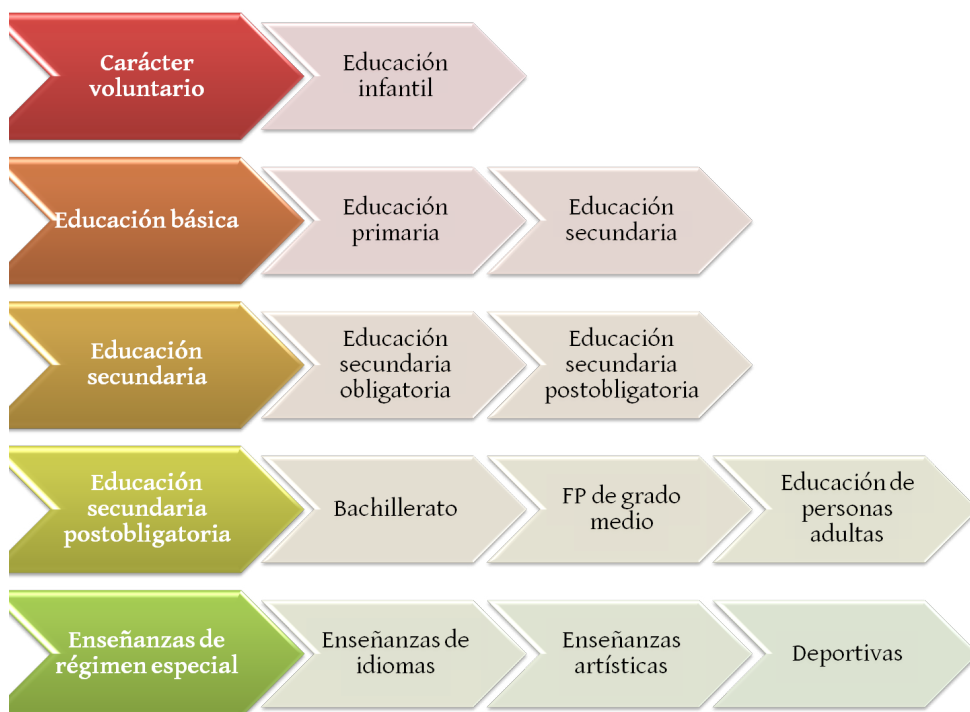 Carácter
voluntario
Educación
infantil
Educación básica
Educación
primaria
Educación
secundaria
Educación
secundaria
Educación
secundaria
obligatoria
Educación
secundaria
postobligatoria
Educación
secundaria
postobligatoria
Bachillerato
FP de grado
medio
Educación de
personas
adultas
Enseñanzas de
régimen especial
Enseñanzas de
idiomas
Enseñanzas
artísticas
Deportivas